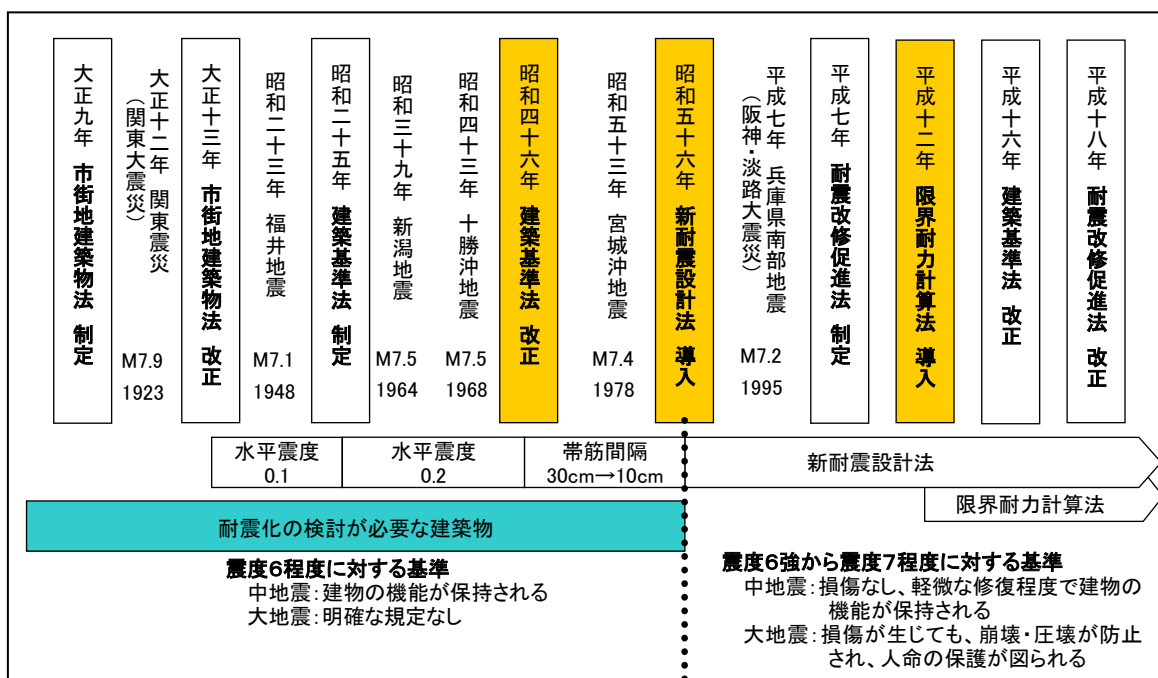 大正九年 市街地建築物法 制定
大正十二年 関東震災
(関東大震災)
M7.9
1923
大正十三年 市街地建築物法 改正
昭和二十三年 福井地震
M7.1
1948
昭和二十五年 建築基準法 制定
昭和三十九年 新潟地震
M7.5
1964
昭和四十三年 十勝沖地震
M7.5
1968
昭和四十六年 建築基準法 改正
昭和五十三年 宮城沖地震
M7.4
1978
昭和五十六年 新耐震設計法 導入
平成七年 兵庫県南部地震
(阪神・淡路大震災)
M7.2
1995
平成七年 耐震改修促進法 制定
平成十二年 限界耐力計算法 導入
平成十六年 建築基準法 改正
平成十八年 耐震改修促進法 改正
水平震度
0.1
水平震度
0.2
帯筋間隔
30cm→10cm
新耐震設計法
限界耐力計算法
耐震化の検討が必要な建築物
震度6程度に対する基準
中地震:建物の機能が保持される
大地震:明確な規定なし
震度6強から震度7程度に対する基準
中地震:損傷なし、軽微な修復程度で建物の
機能が保持される
大地震:損傷が生じても、崩壊・圧壊が防止
され、人命の保護が図られる